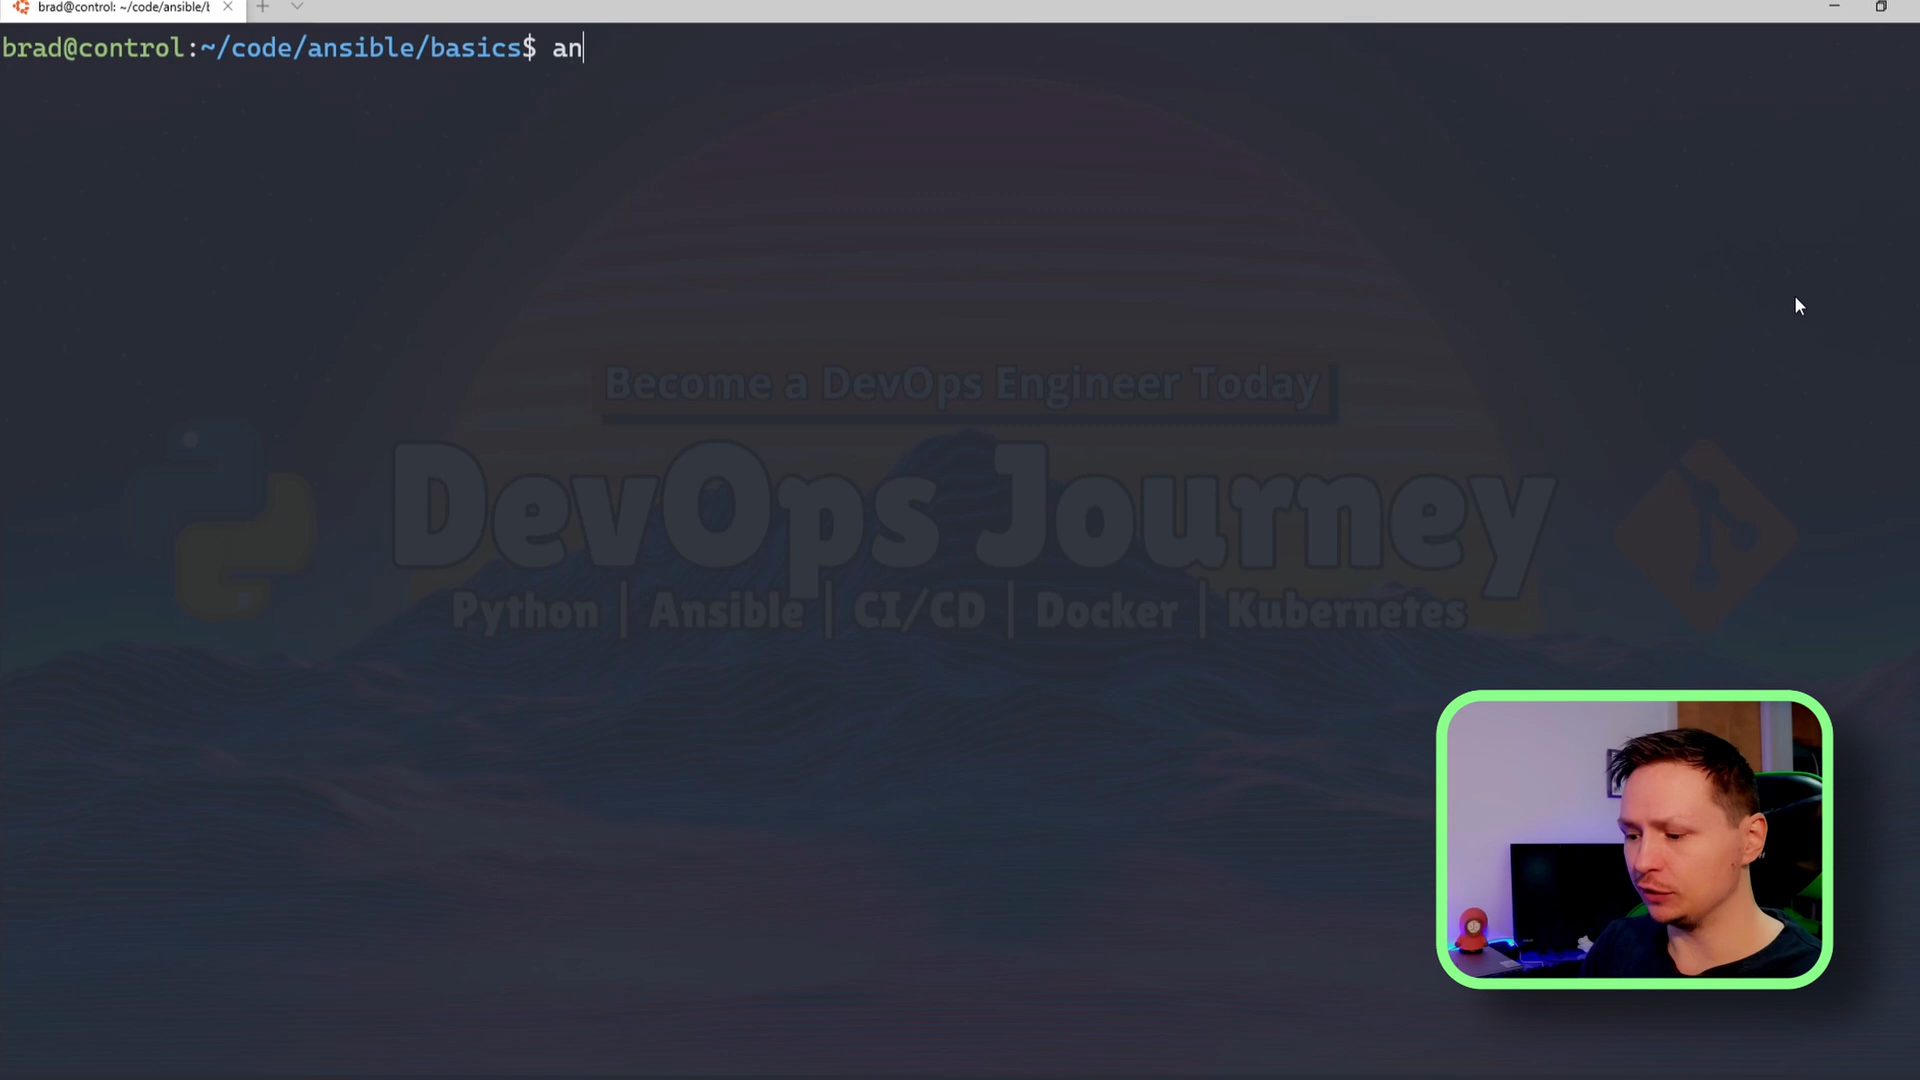 brad@control: ~/code/ansible/b
brad@control:~/code/ansible/basics$ an
Become a DevOps Engineer Today
DevOps Journey
Python | Ansible | CI/CD | Docker | Kubernetes